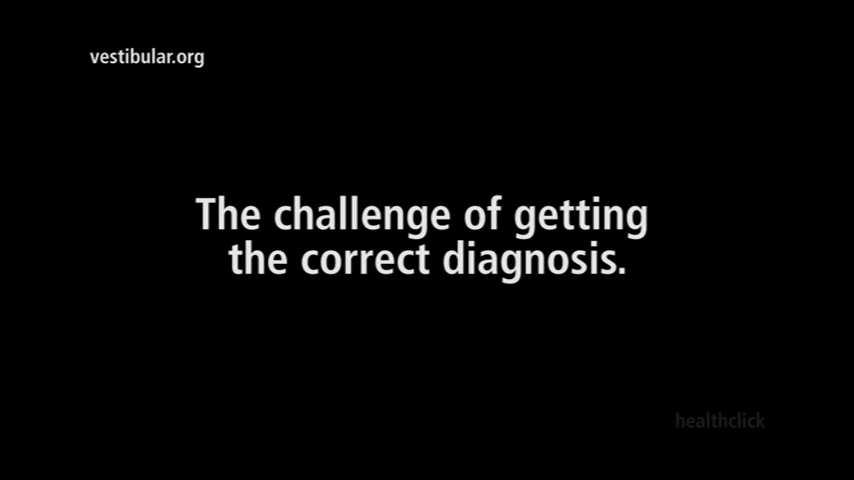 vestibular.org
The challenge of getting
the correct diagnosis.
healthclick